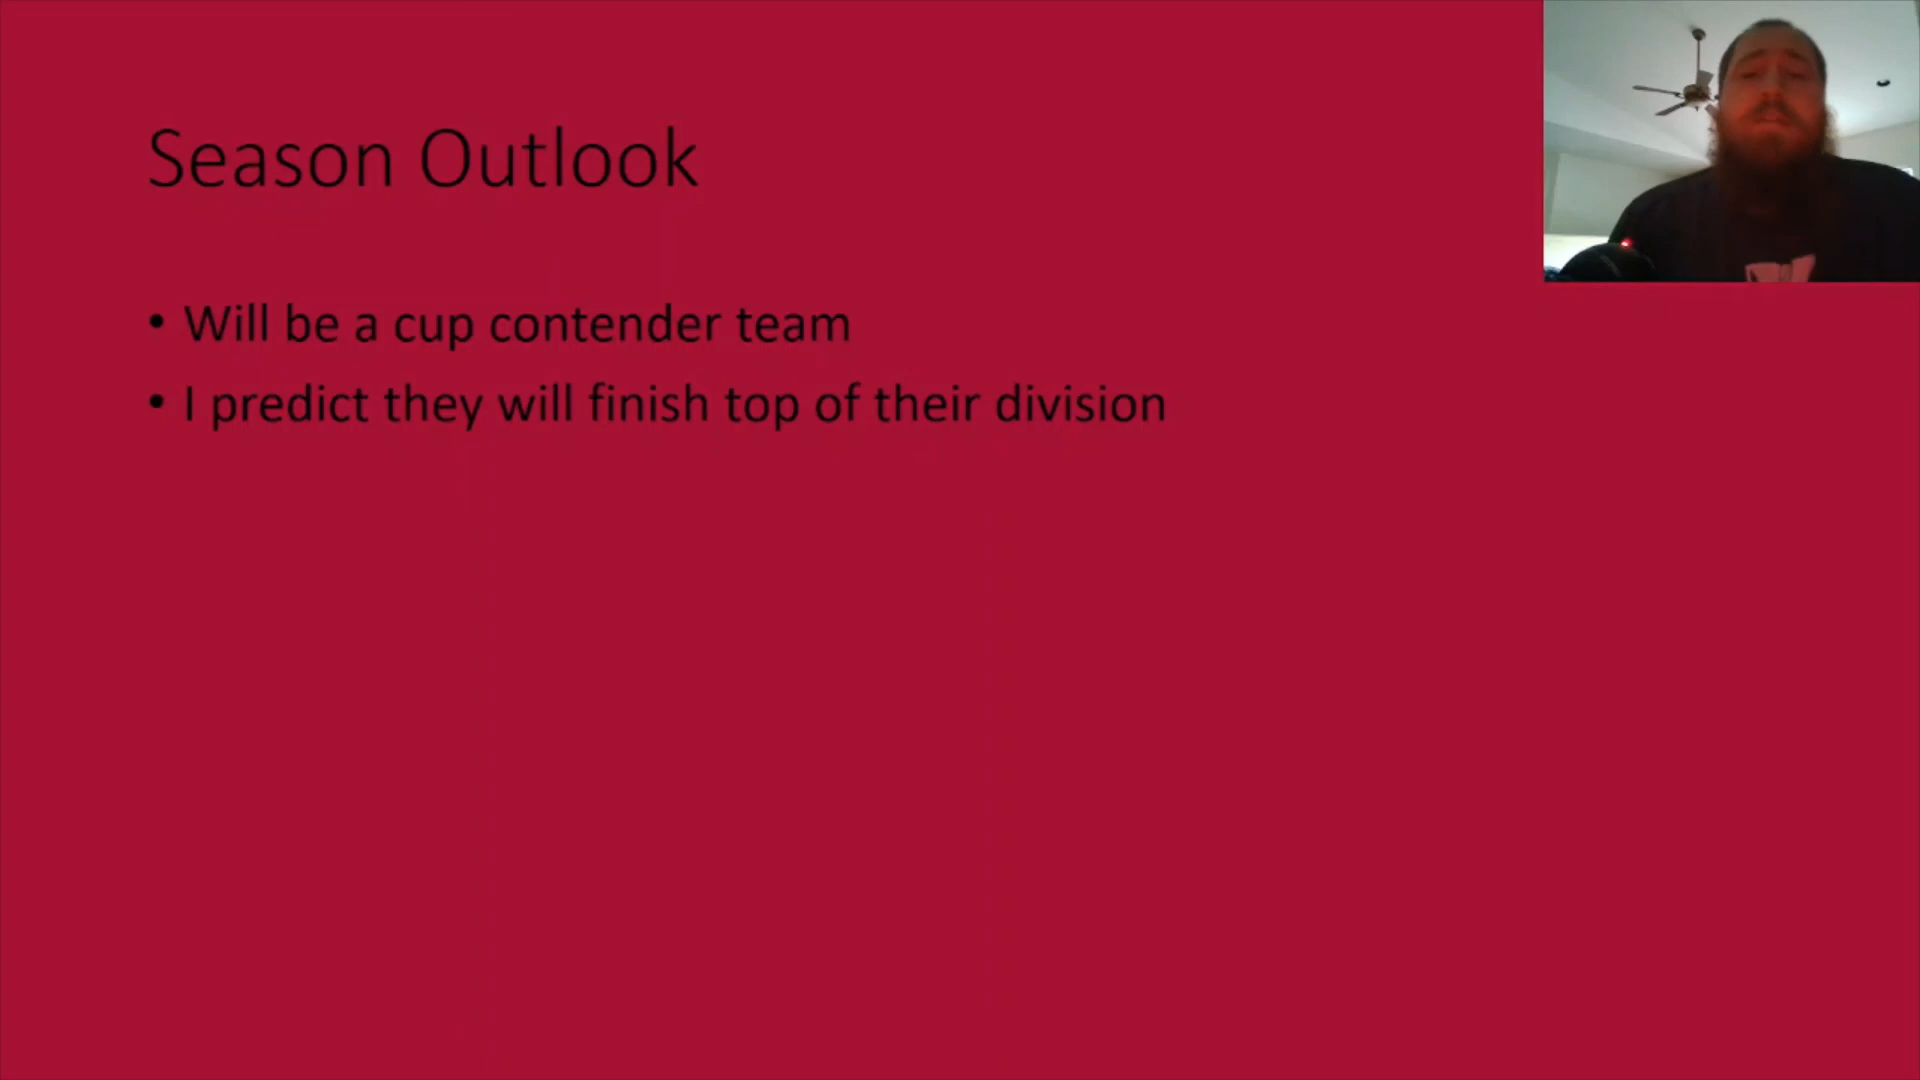 Season Outlook
• Will be a cup contender team
• I predict they will finish top of their division